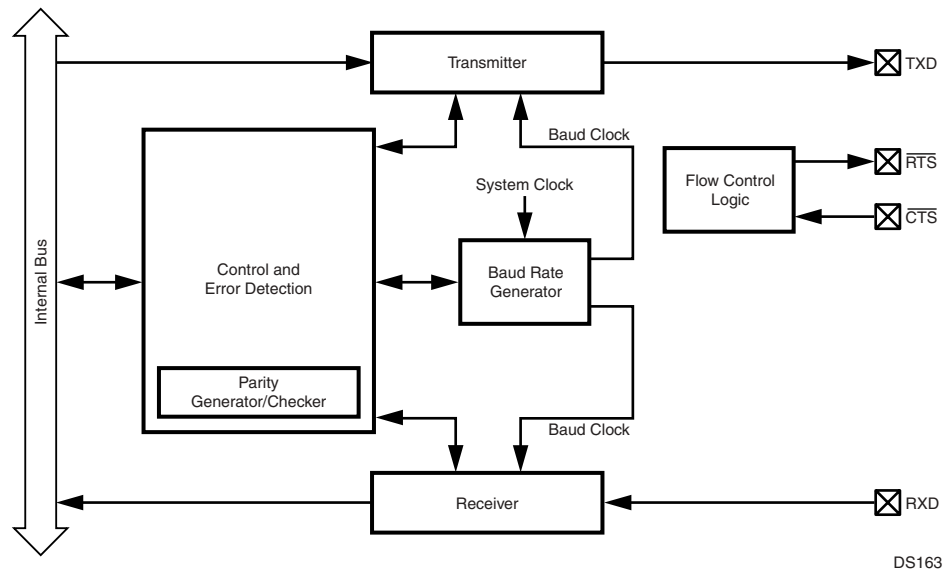 Transmitter
TXD
Baud Clock
RTS
System Clock
Flow Control
Logic
CTS
Internal Bus
Control and
Error Detection
Baud Rate
Generator
Parity
Generator/Checker
Baud Clock
Receiver
RXD
DS163